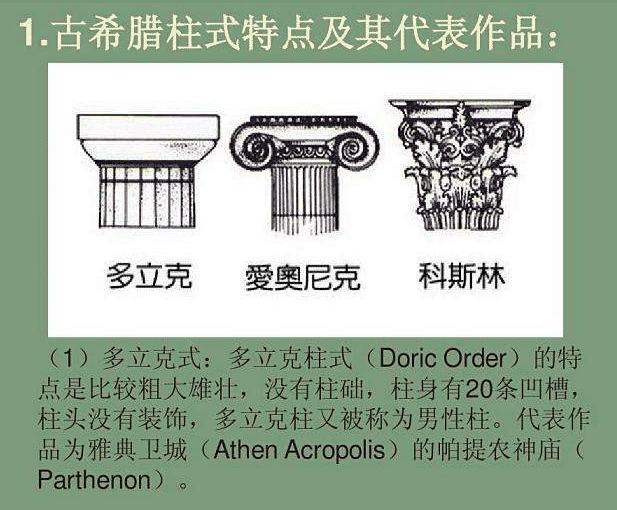 1.古希腊柱式特点及其代表作品：
多立克 愛奧尼克 科斯林
（1）多立克式：多立克柱式（Doric Order）的特
点是比较粗大雄壮，没有柱础，柱身有20条凹槽，
柱头没有装饰，多立克柱又被称为男性柱。代表作
品为雅典卫城（Athen Acropolis）的帕提农神庙（
Parthenon）。